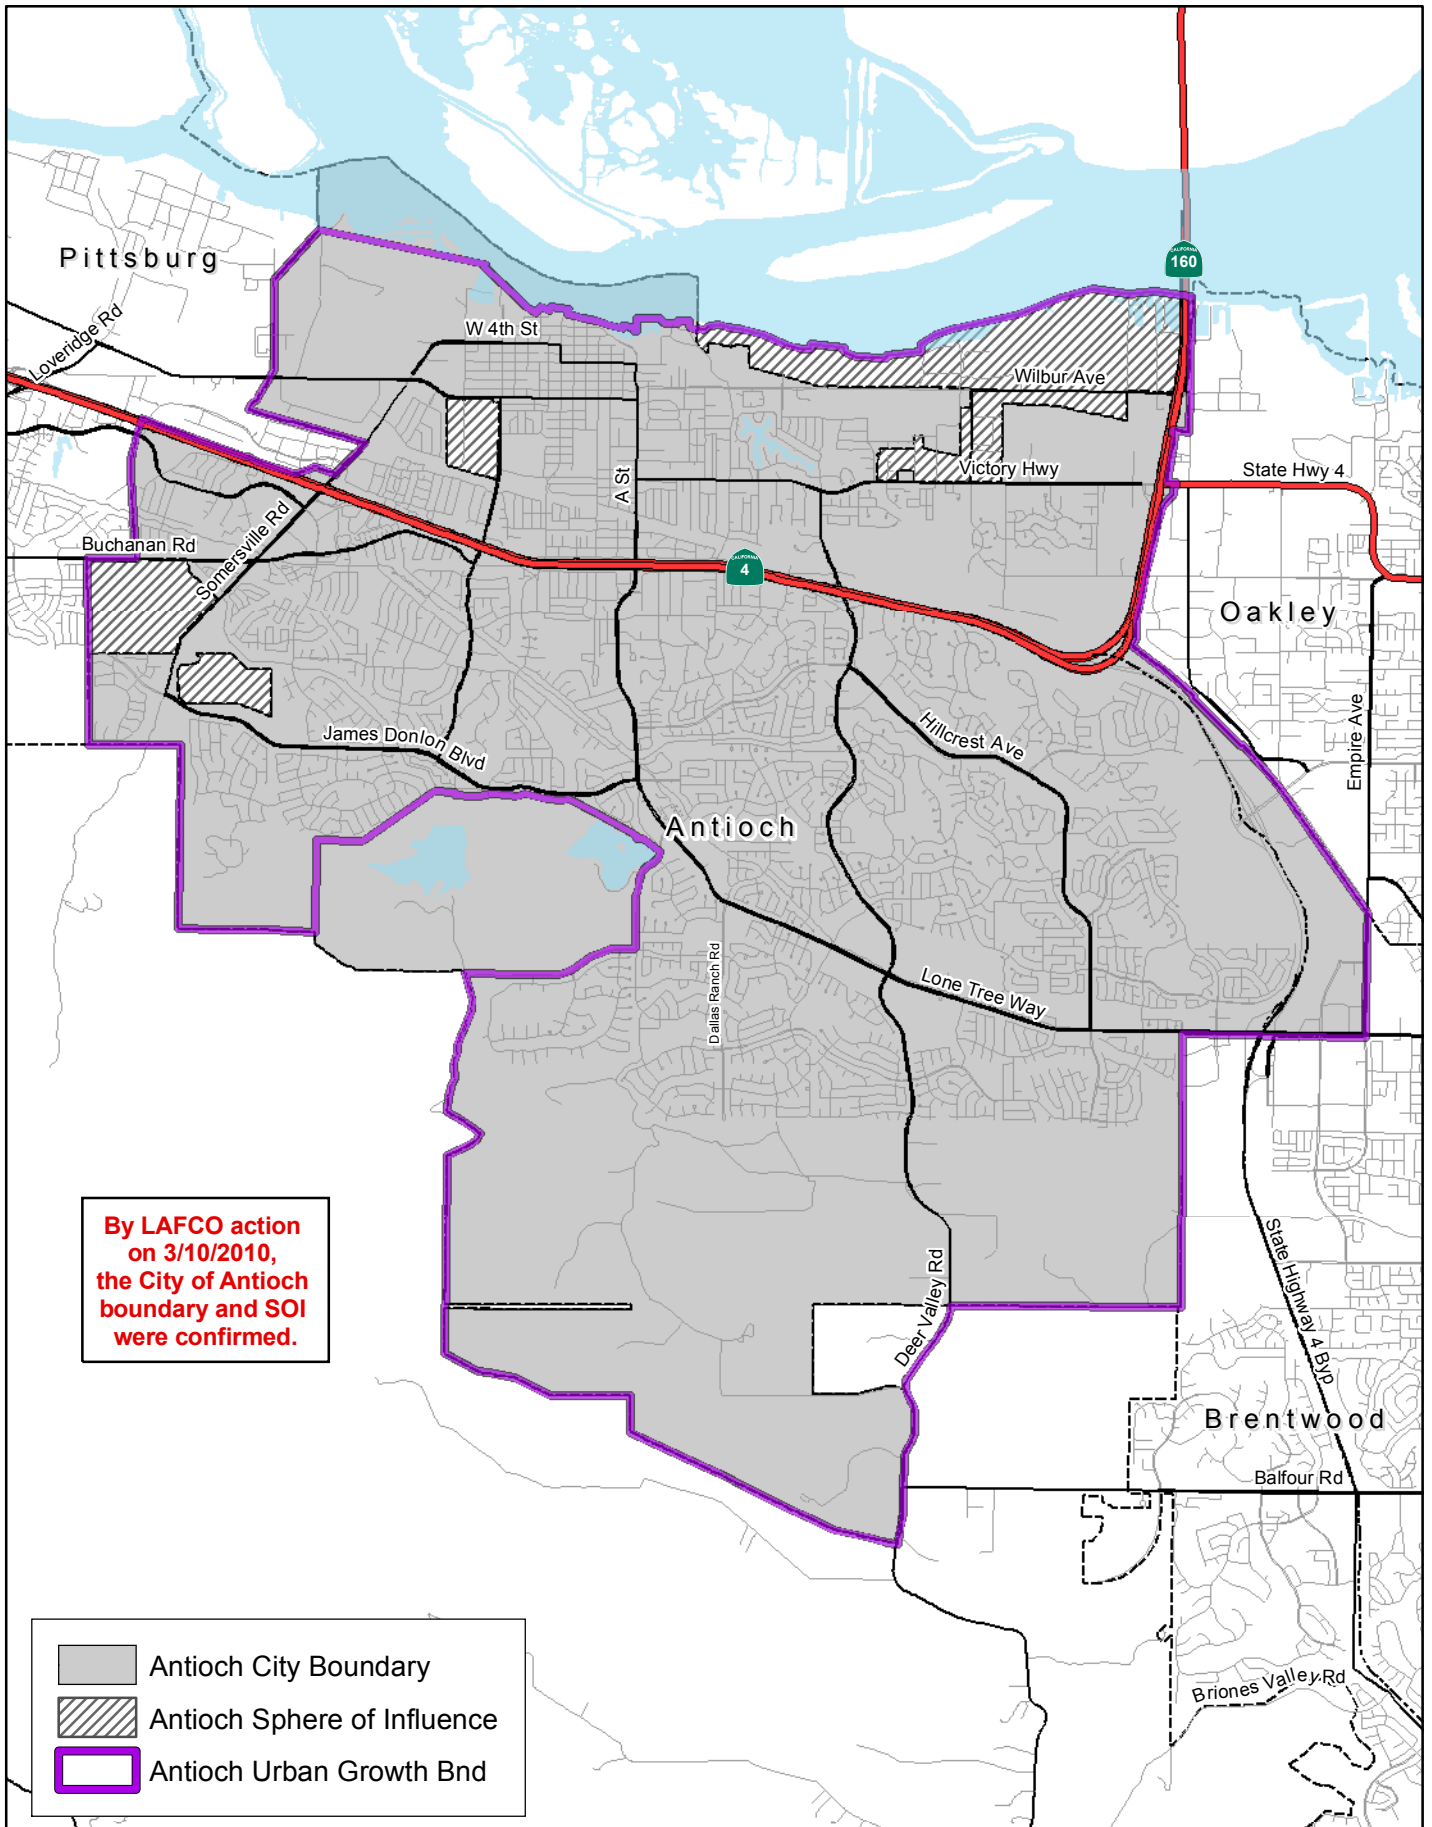 CALIFORNIA
160
Pittsburg
Loveridge Rd
W 4th St
Wilbur Ave
A St
Victory Hwy
State Hwy 4
Buchanan Rd
Somersville Rd
CALIFORNIA
4
Oakley
Empire Ave
James Donlon Blvd
Hillcrest Ave
Antioch
Dallas Ranch Rd
Lone Tree Way
By LAFCO action
on 3/10/2010,
the City of Antioch
boundary and SOI
were confirmed.
Deer Valley Rd
State Highway 4 Byp
Brentwood
Balfour Rd
Briones Valley Rd
Antioch City Boundary
Antioch Sphere of Influence
Antioch Urban Growth Bnd